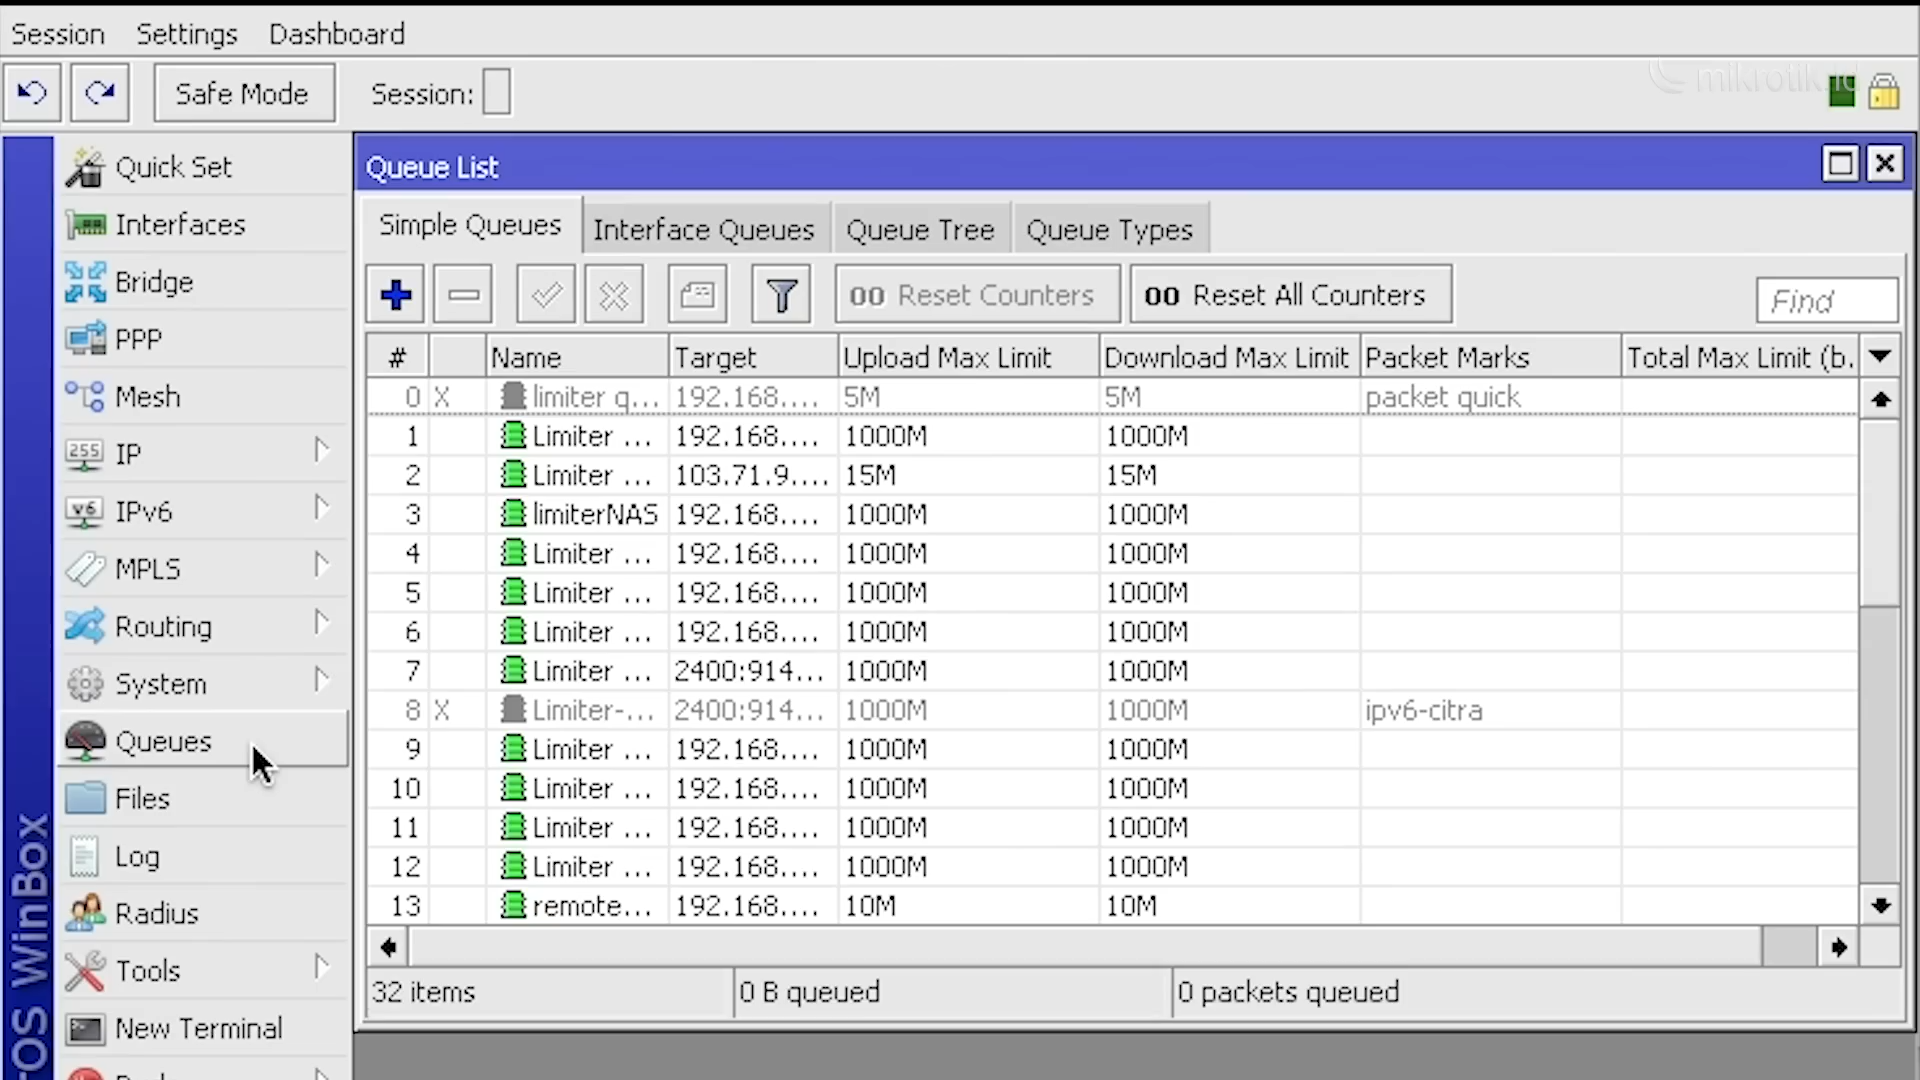 Session Settings Dashboard
Safe Mode Session:
mikrotik.id
Quick Set
Interfaces
Bridge
PPP
Mesh
255 IP
v6 IPv6
MPLS
Routing
System
Queues
Files
Log
Radius
Tools
New Terminal
OS WinBox
Queue List
Simple Queues Interface Queues Queue Tree Queue Types
00 Reset Counters 00 Reset All Counters Find
# Name Target Upload Max Limit Download Max Limit Packet Marks Total Max Limit (b.
0 X limiter q... 192.168.... 5M 5M packet quick
1 Limiter ... 192.168.... 1000M 1000M
2 Limiter ... 103.71.9.... 15M 15M
3 limiterNAS 192.168.... 1000M 1000M
4 Limiter ... 192.168.... 1000M 1000M
5 Limiter ... 192.168.... 1000M 1000M
6 Limiter ... 192.168.... 1000M 1000M
7 Limiter ... 2400:914... 1000M 1000M
8 X Limiter-... 2400:914... 1000M 1000M ipv6-citra
9 Limiter ... 192.168.... 1000M 1000M
10 Limiter ... 192.168.... 1000M 1000M
11 Limiter ... 192.168.... 1000M 1000M
12 Limiter ... 192.168.... 1000M 1000M
13 remote... 192.168.... 10M 10M
32 items 0 B queued 0 packets queued